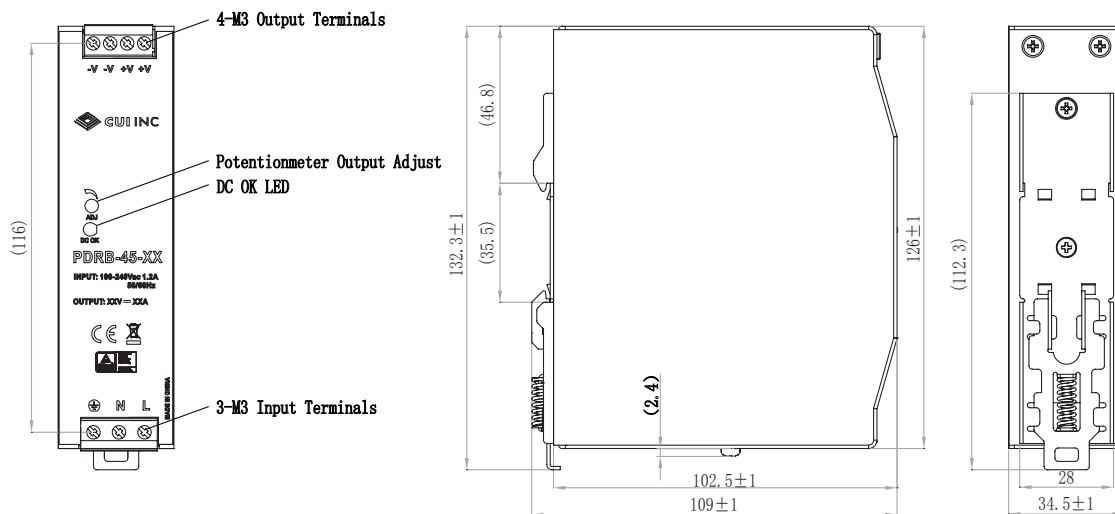 4-M3 Output Terminals
-V -V +V +V
CUI INC
Potentionmeter Output Adjust
DC OK LED
ADJ
DC OK
PDRB-45-XX
INPUT: 100-240Vac 1.2A
50/60Hz
OUTPUT: XXV XXA
CE
MADE IN CHINA
N L
3-M3 Input Terminals
(116)
(46.8)
(35.5)
132.3±1
126±1
(2.4)
102.5±1
109±1
(112.3)
28
34.5±1